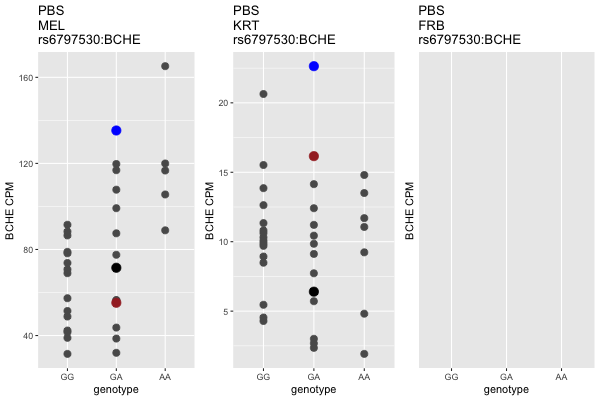 PBS
MEL
rs6797530:BCHE
BCHE CPM
160
120
80
40
GG GA AA
genotype
PBS
KRT
rs6797530:BCHE
BCHE CPM
20
15
10
5
GG GA AA
genotype
PBS
FRB
rs6797530:BCHE
BCHE CPM
GG GA AA
genotype